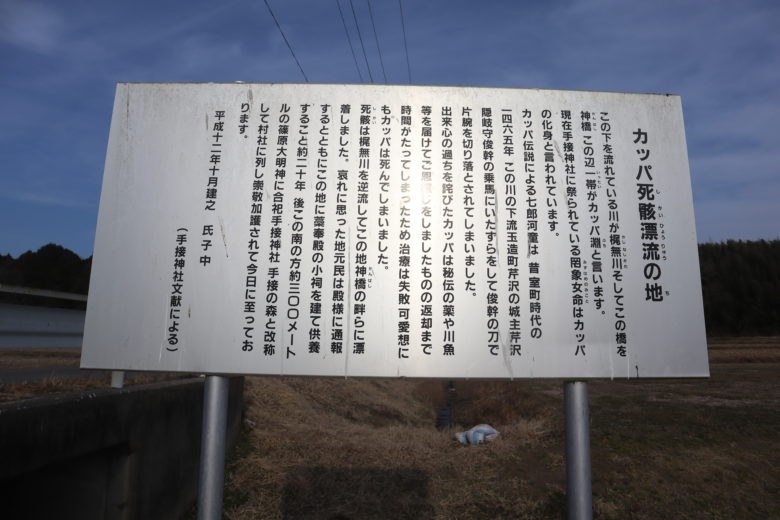 カッパ死骸漂流の地
しがいひょうりゅう ち
この下を流れている川が梶無川そしてこの橋を
神橋 この辺一帯がカッパ淵と言います。
現在手接神社に祭られている罔象女命はカッパ
の化身と言われています。
カッパ伝説による七郎河童は 昔室町時代の
一四六五年 この川の下流玉造町芹沢の城主芹沢
隠岐守俊幹の乗馬にいたずらをして俊幹の刀で
片腕を切り落とされてしまいました。
出来心の過ちを詫びたカッパは秘伝の薬や川魚
等を届けてご恩返しをしましたものの返却まで
時間がたってしまったため治療は失敗 可愛想に
もカッパは死んでしまいました。
死骸は梶無川を逆流してこの地神橋の畔らに漂
着しました。哀れに思った地元民は殿様に通報
するとともにこの地に藻奉殿の小祠を建て供養
すること約二十年 後この南の方約三〇〇メート
ルの篠原大明神に合祀手接神社 手接の森と改称
して村社に列し崇敬加護されて今日に至ってお
ります。
平成十二年十月建之 氏子中
(手接神社文献による)